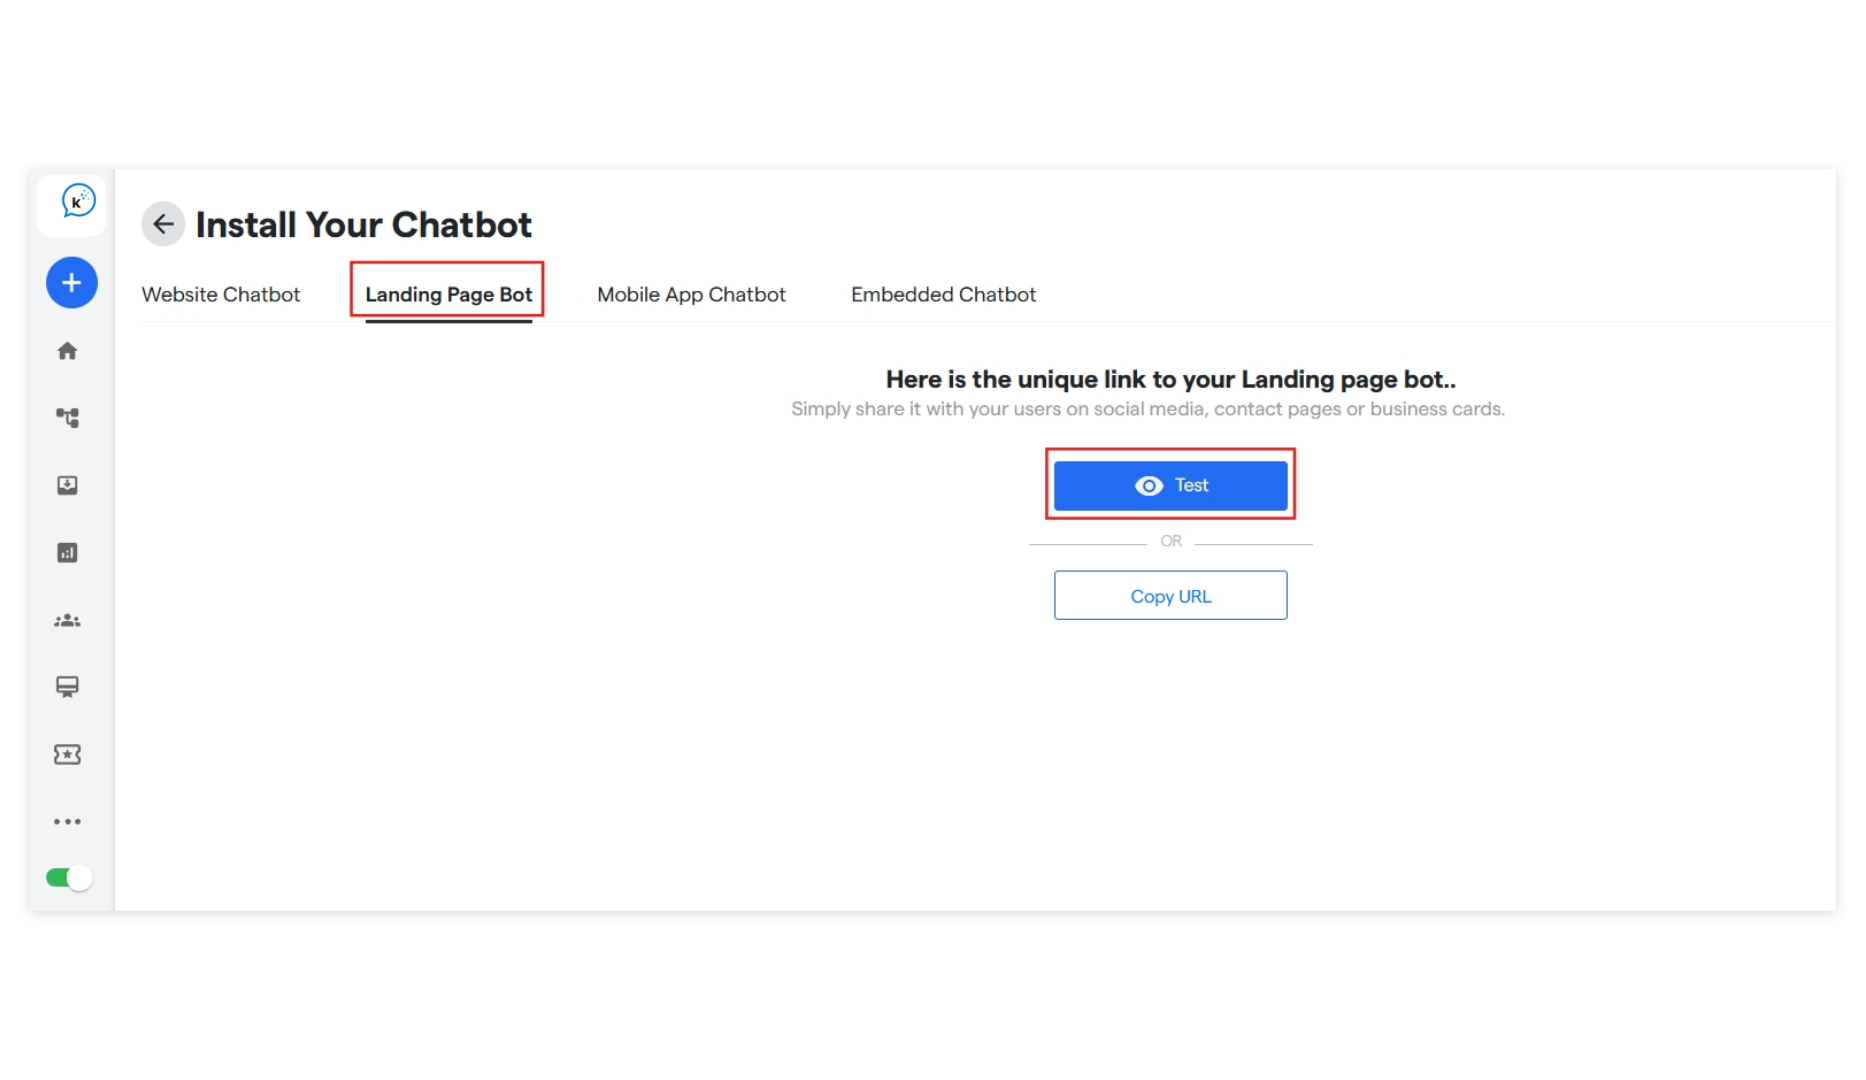 k
Install Your Chatbot
Website Chatbot Landing Page Bot Mobile App Chatbot Embedded Chatbot
Here is the unique link to your Landing page bot..
Simply share it with your users on social media, contact pages or business cards.
Test
OR
Copy URL